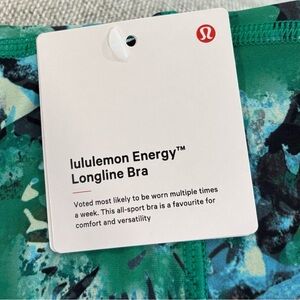 lululemon Energy™
Longline Bra
Voted most likely to be worn multiple times
a week. This all-sport bra is a favourite for
comfort and versatility